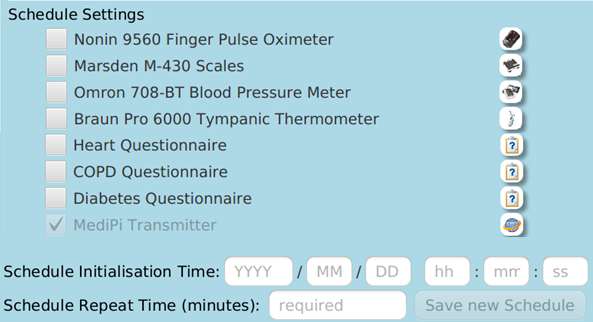 Schedule Settings
Nonin 9560 Finger Pulse Oximeter
Marsden M-430 Scales
Omron 708-BT Blood Pressure Meter
Braun Pro 6000 Tympanic Thermometer
Heart Questionnaire
COPD Questionnaire
Diabetes Questionnaire
MediPi Transmitter
Schedule Initialisation Time: YYYY / MM / DD hh : mm : ss
Schedule Repeat Time (minutes): required Save new Schedule